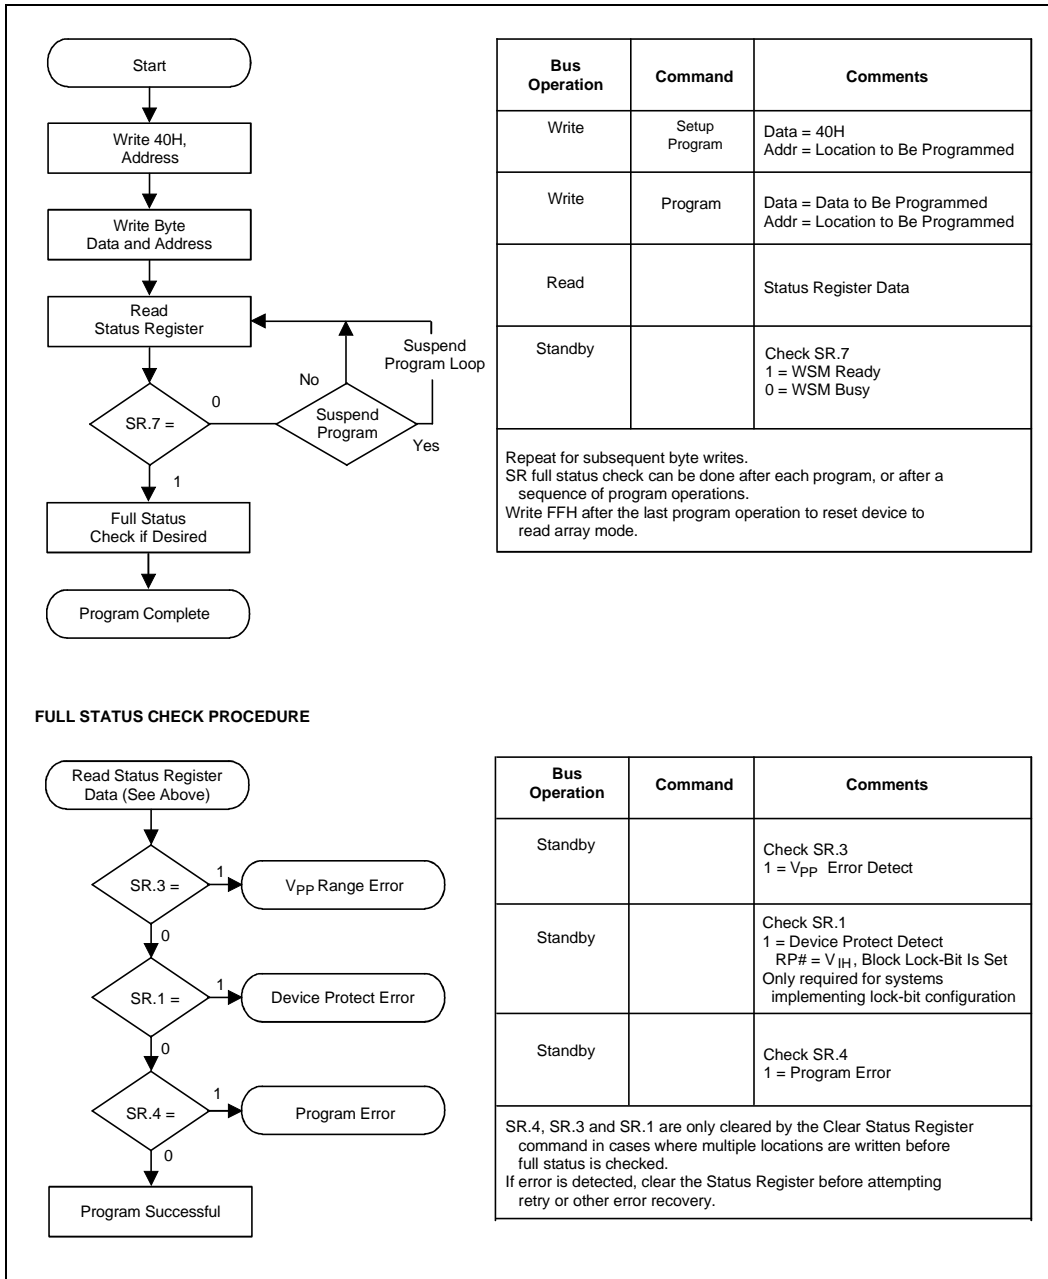 Start
Write 40H,
Address
Write Byte
Data and Address
Read
Status Register
SR.7 =
0
1
No
Suspend
Program
Yes
Suspend
Program Loop
Full Status
Check if Desired
Program Complete
Bus
Operation
Command
Comments
Write
Setup
Program
Data = 40H
Addr = Location to Be Programmed
Write
Program
Data = Data to Be Programmed
Addr = Location to Be Programmed
Read
Status Register Data
Standby
Check SR.7
1 = WSM Ready
0 = WSM Busy
Repeat for subsequent byte writes.
SR full status check can be done after each program, or after a
sequence of program operations.
Write FFH after the last program operation to reset device to
read array mode.
FULL STATUS CHECK PROCEDURE
Read Status Register
Data (See Above)
SR.3 =
1
VPP Range Error
0
SR.1 =
1
Device Protect Error
0
SR.4 =
1
Program Error
0
Program Successful
Bus
Operation
Command
Comments
Standby
Check SR.3
1 = VPP Error Detect
Standby
Check SR.1
1 = Device Protect Detect
RP# = VIH, Block Lock-Bit Is Set
Only required for systems
implementing lock-bit configuration
Standby
Check SR.4
1 = Program Error
SR.4, SR.3 and SR.1 are only cleared by the Clear Status Register
command in cases where multiple locations are written before
full status is checked.
If error is detected, clear the Status Register before attempting
retry or other error recovery.